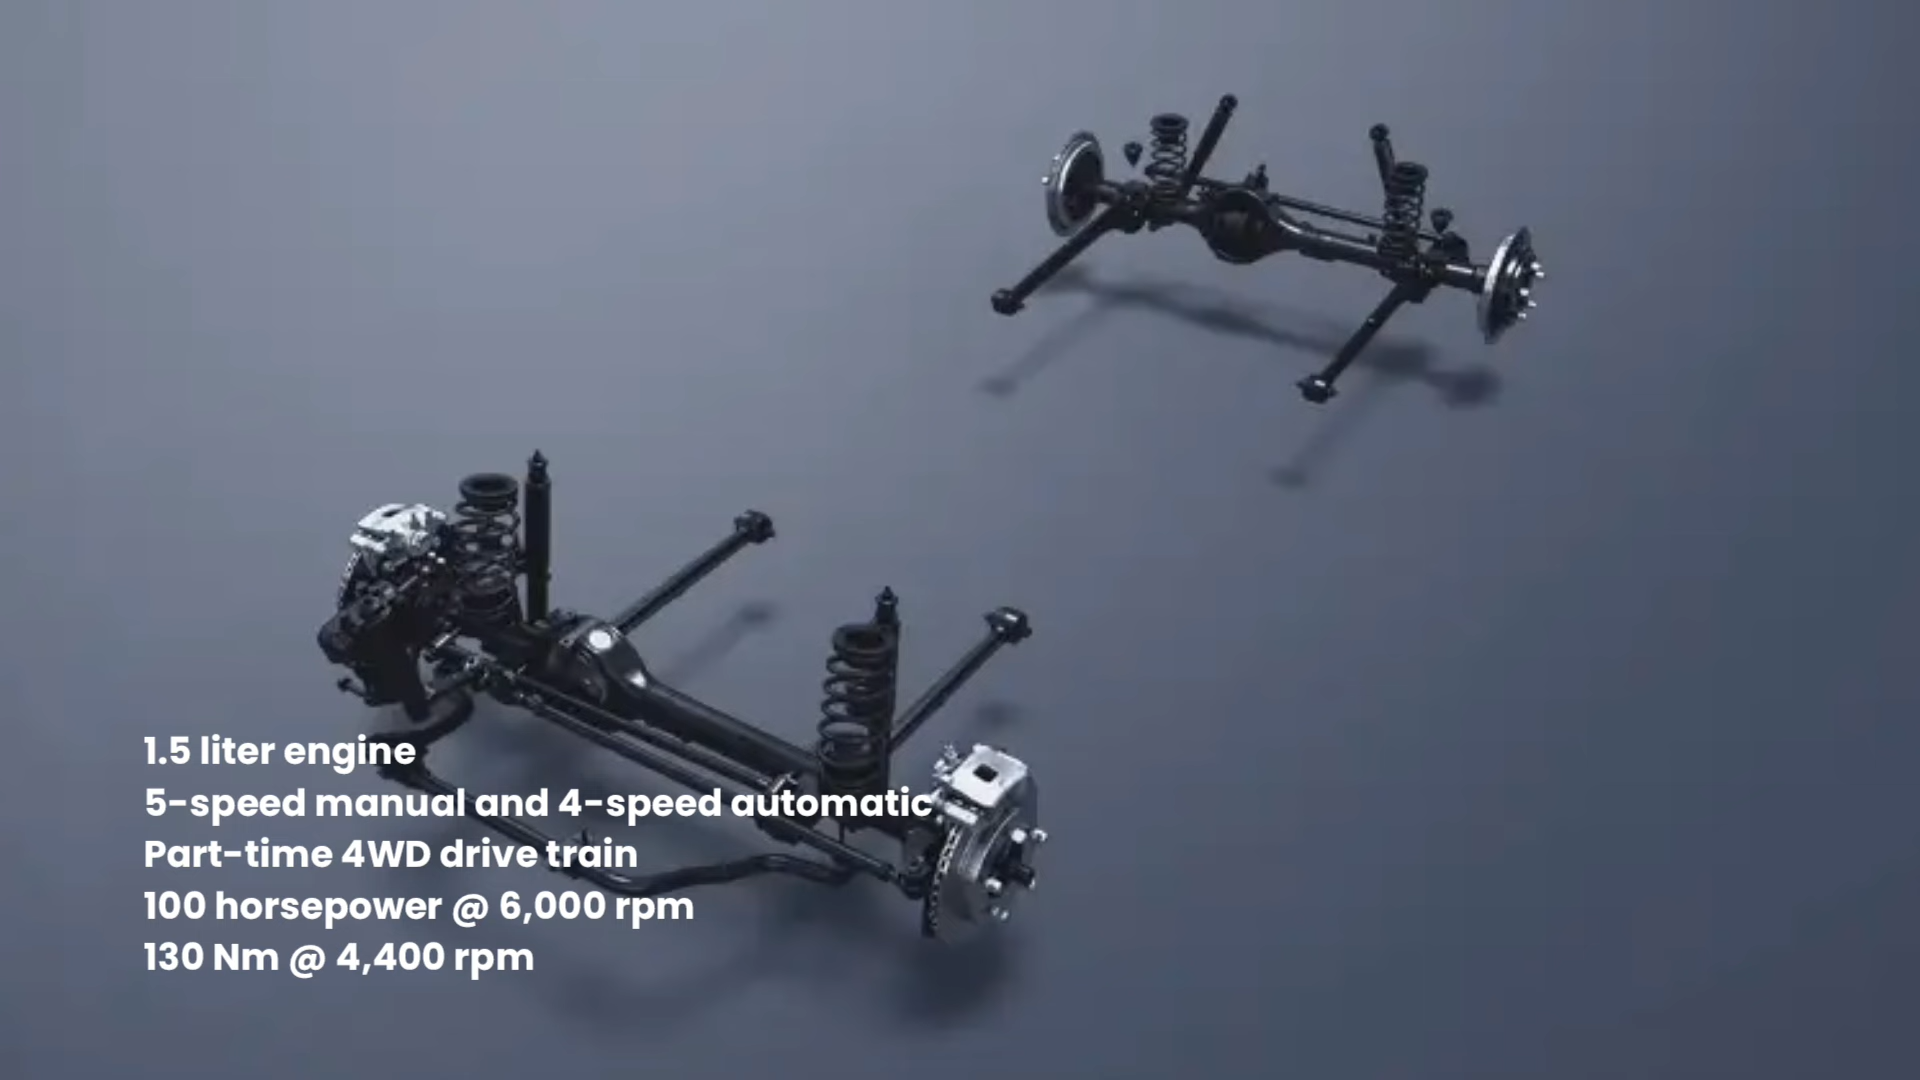 1.5 liter engine
5-speed manual and 4-speed automatic
Part-time 4WD drive train
100 horsepower @ 6,000 rpm
130 Nm @ 4,400 rpm